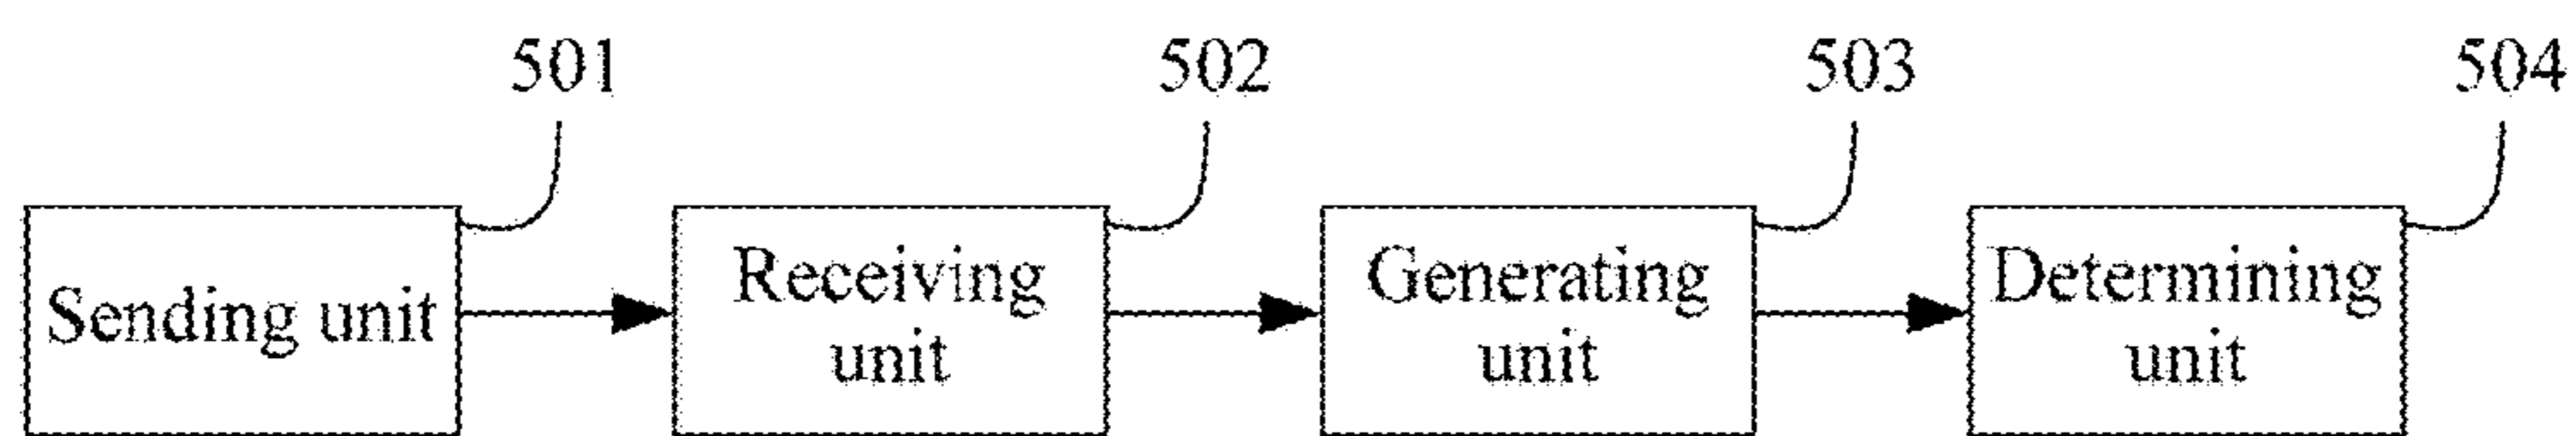 501
502
503
504
Sending unit
Receiving
unit
Generating
unit
Determining
unit